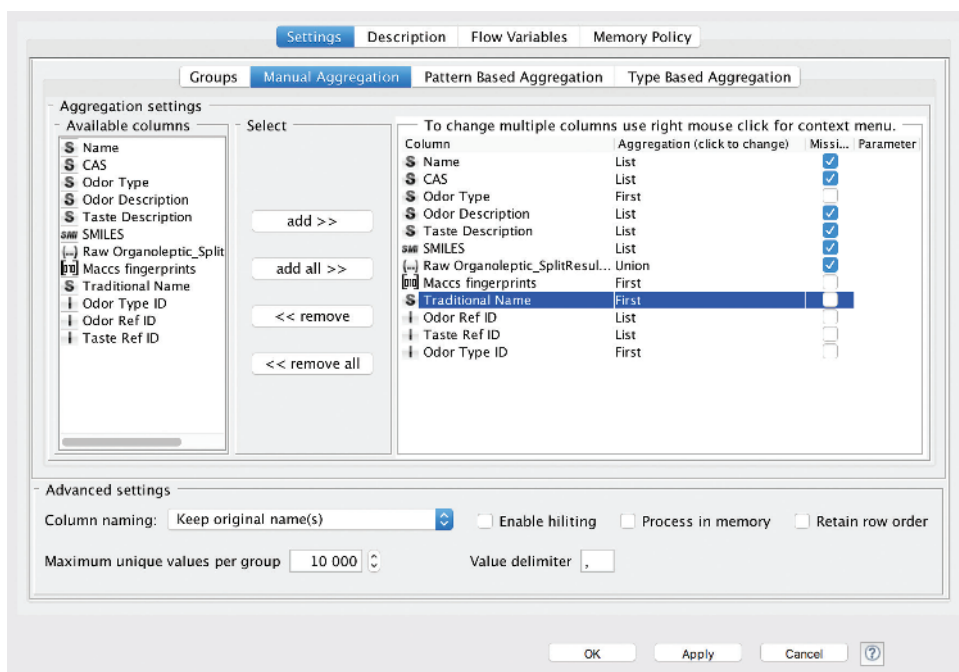 Settings Description Flow Variables Memory Policy
Groups Manual Aggregation Pattern Based Aggregation Type Based Aggregation
Aggregation settings
Available columns
S Name
S CAS
S Odor Type
S Odor Description
S Taste Description
SMI SMILES
{...} Raw Organoleptic_Split
[010] Maccs fingerprints
S Traditional Name
I Odor Type ID
I Odor Ref ID
I Taste Ref ID
Select
add >>
add all >>
<< remove
<< remove all
To change multiple columns use right mouse click for context menu.
Column Aggregation (click to change) Missi... Parameter
S Name List
S CAS List
S Odor Type First
S Odor Description List
S Taste Description List
SMI SMILES List
{...} Raw Organoleptic_SplitResul... Union
[010] Maccs fingerprints First
S Traditional Name First
I Odor Ref ID List
I Taste Ref ID List
I Odor Type ID First
Advanced settings
Column naming: Keep original name(s) Enable hiliting Process in memory Retain row order
Maximum unique values per group 10 000 Value delimiter ,
OK Apply Cancel ?